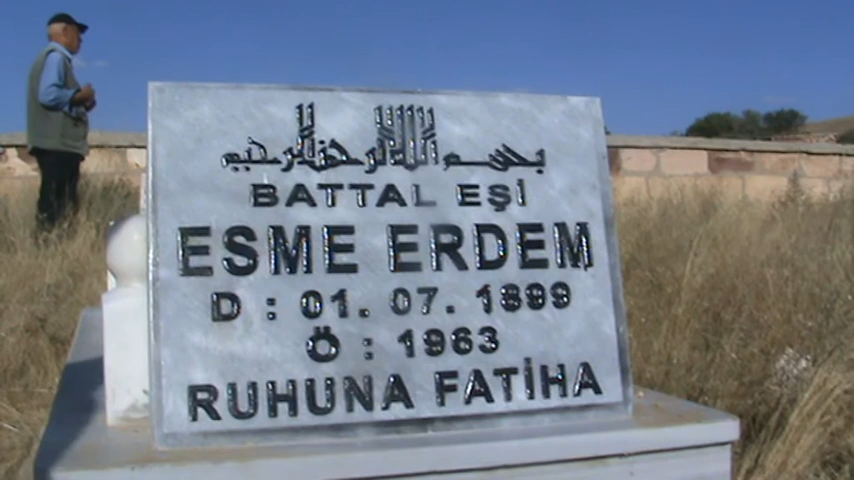 بسم الله الرحمن الرحيم
BATTAL EŞİ
ESME ERDEM
D : 01. 07. 1899
Ö : 1963
RUHUNA FATİHA